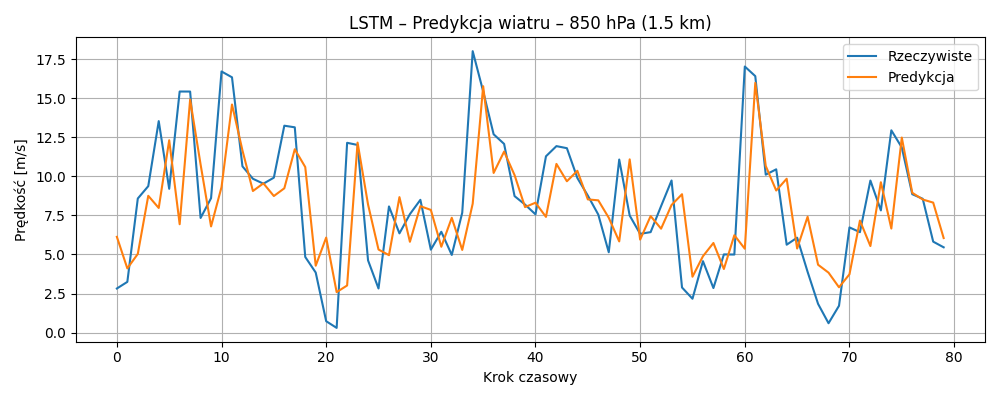 LSTM – Predykcja wiatru – 850 hPa (1.5 km)
Rzeczywiste
Predykcja
Prędkość [m/s]
17.5
15.0
12.5
10.0
7.5
5.0
2.5
0.0
0 10 20 30 40 50 60 70 80
Krok czasowy